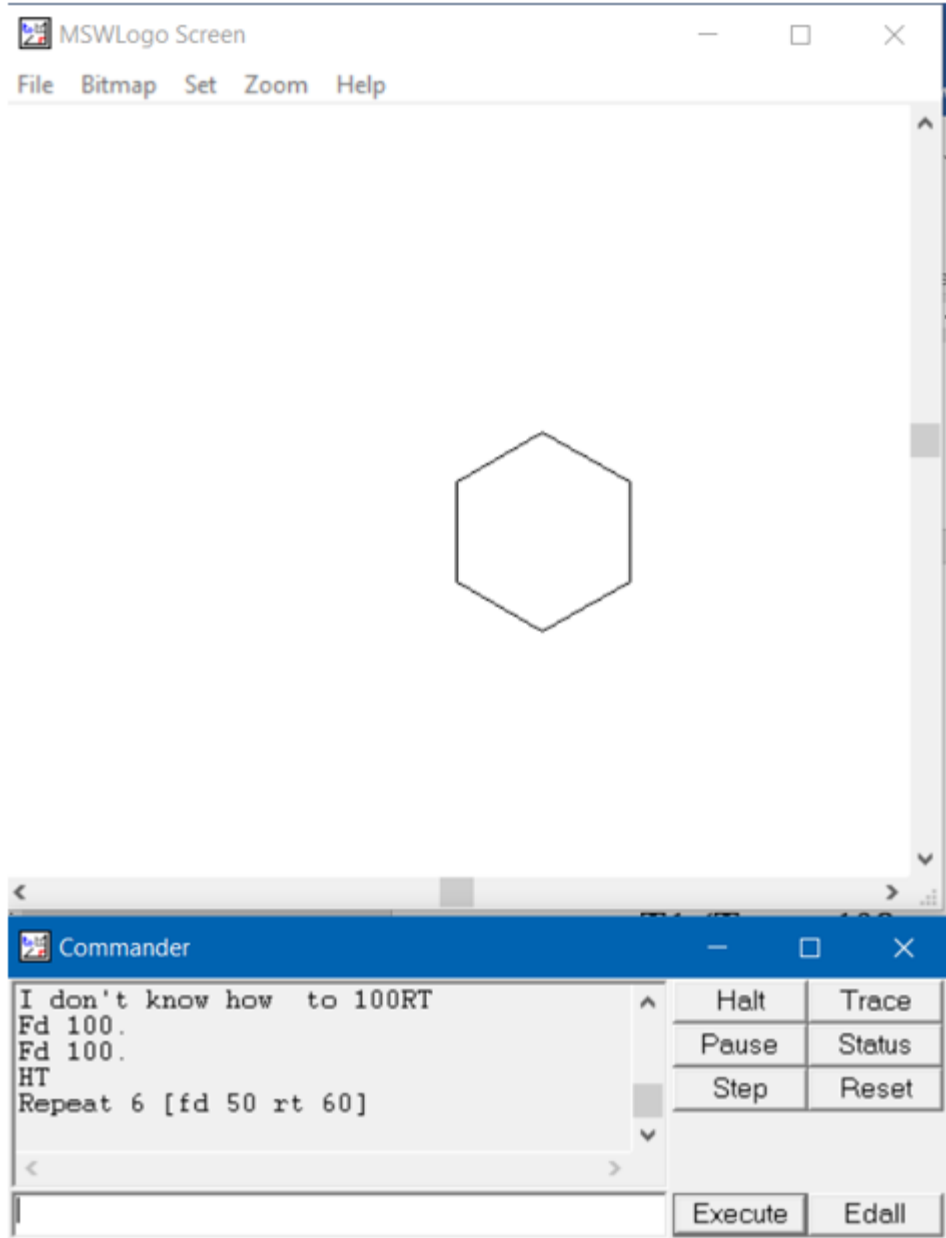 MSWLogo Screen
File Bitmap Set Zoom Help
Commander
I don't know how  to 100RT
Fd 100.
Fd 100.
HT
Repeat 6 [fd 50 rt 60]
Halt Trace
Pause Status
Step Reset
Execute Edall